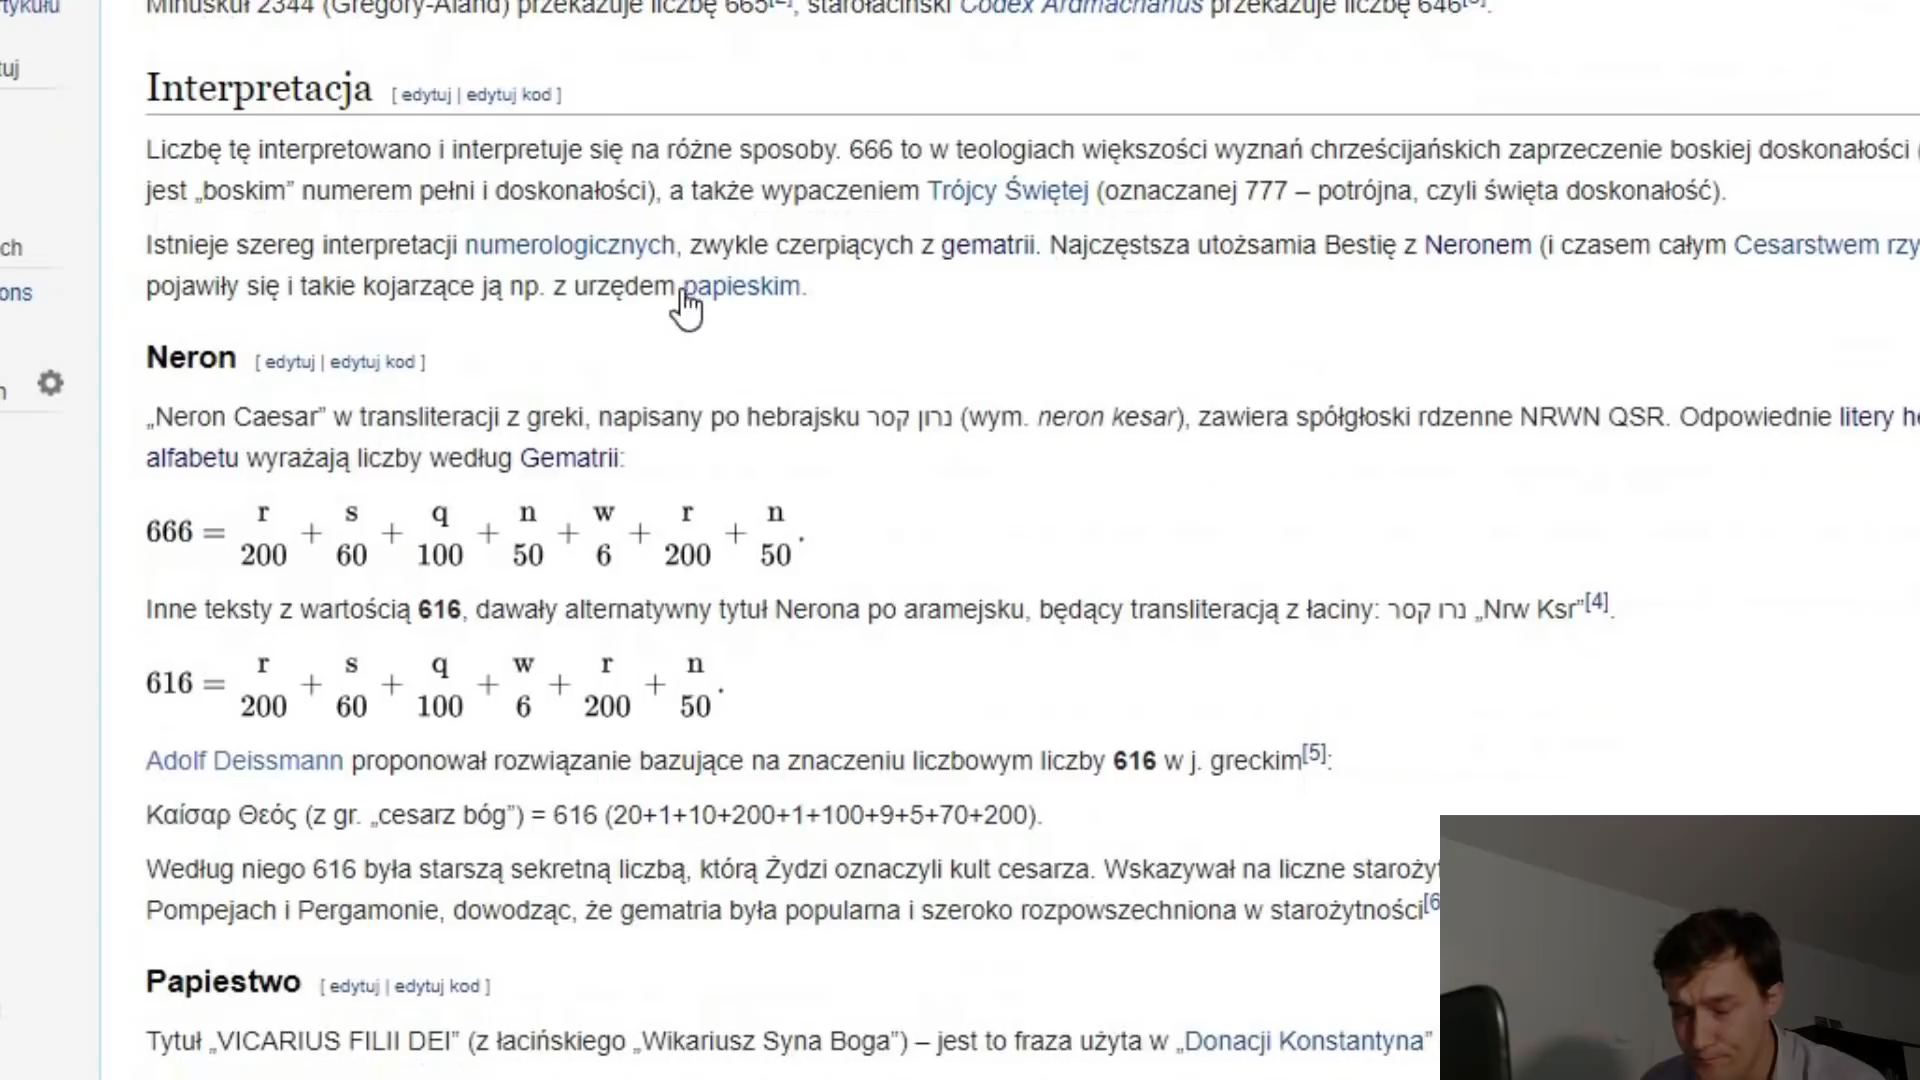 rtykułu
tuj
ch
ons
Minuskuł 2344 (Gregory-Aland) przekazuje liczbę 665[2], starołaciński Codex Ardmachanus przekazuje liczbę 646[3].
Interpretacja [ edytuj | edytuj kod ]
Liczbę tę interpretowano i interpretuje się na różne sposoby. 666 to w teologiach większości wyznań chrześcijańskich zaprzeczenie boskiej doskonałości (
jest „boskim” numerem pełni i doskonałości), a także wypaczeniem Trójcy Świętej (oznaczanej 777 – potrójna, czyli święta doskonałość).
Istnieje szereg interpretacji numerologicznych, zwykle czerpiących z gematrii. Najczęstsza utożsamia Bestię z Neronem (i czasem całym Cesarstwem rzy
pojawiły się i takie kojarzące ją np. z urzędem papieskim.
Neron [ edytuj | edytuj kod ]
„Neron Caesar” w transliteracji z greki, napisany po hebrajsku נרון קסר (wym. neron kesar), zawiera spółgłoski rdzenne NRWN QSR. Odpowiednie litery he
alfabetu wyrażają liczby według Gematrii:
r s q n w r n
666 = 200 + 60 + 100 + 50 + 6 + 200 + 50.
Inne teksty z wartością 616, dawały alternatywny tytuł Nerona po aramejsku, będący transliteracją z łaciny: נרו קסר „Nrw Ksr”[4].
r s q w r n
616 = 200 + 60 + 100 + 6 + 200 + 50.
Adolf Deissmann proponował rozwiązanie bazujące na znaczeniu liczbowym liczby 616 w j. greckim[5]:
Καίσαρ Θεός (z gr. „cesarz bóg”) = 616 (20+1+10+200+1+100+9+5+70+200).
Według niego 616 była starszą sekretną liczbą, którą Żydzi oznaczyli kult cesarza. Wskazywał na liczne staroży
Pompejach i Pergamonie, dowodząc, że gematria była popularna i szeroko rozpowszechniona w starożytności[6
Papiestwo [ edytuj | edytuj kod ]
Tytuł „VICARIUS FILII DEI” (z łacińskiego „Wikariusz Syna Boga”) – jest to fraza użyta w „Donacji Konstantyna”